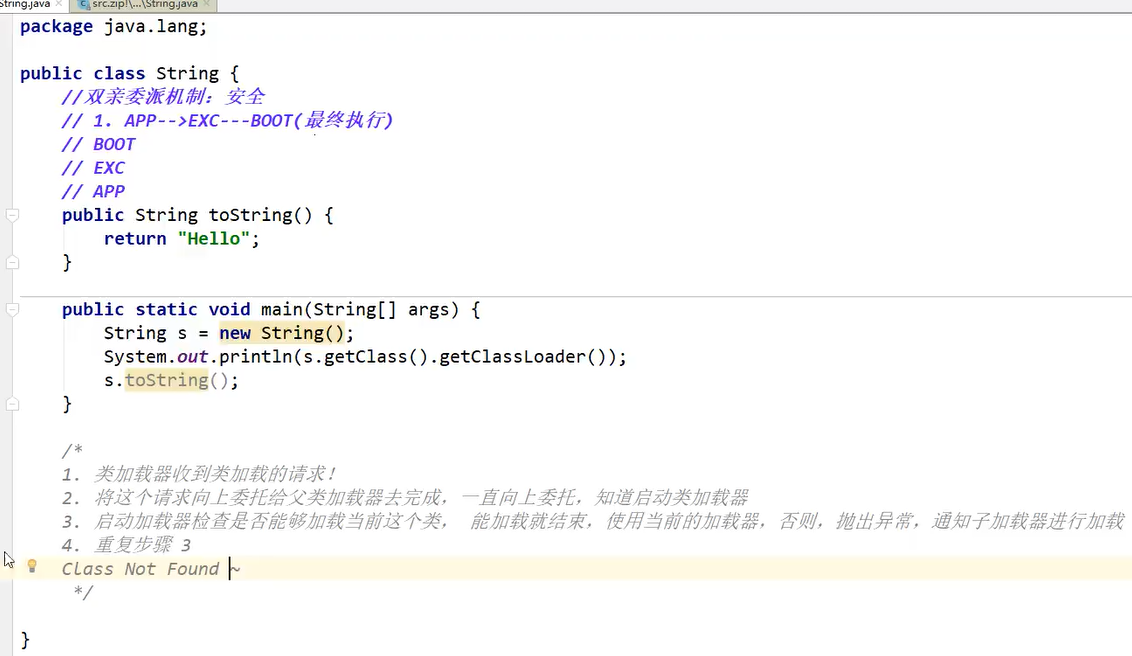 String.java src.zip!\...\String.java
package java.lang;
public class String {
//双亲委派机制：安全
// 1. APP-->EXC---BOOT(最终执行)
// BOOT
// EXC
// APP
public String toString() {
return "Hello";
}
public static void main(String[] args) {
String s = new String();
System.out.println(s.getClass().getClassLoader());
s.toString();
}
/*
1. 类加载器收到类加载的请求！
2. 将这个请求向上委托给父类加载器去完成，一直向上委托，知道启动类加载器
3. 启动加载器检查是否能够加载当前这个类， 能加载就结束，使用当前的加载器，否则，抛出异常，通知子加载器进行加载
4. 重复步骤 3
Class Not Found ~
*/
}